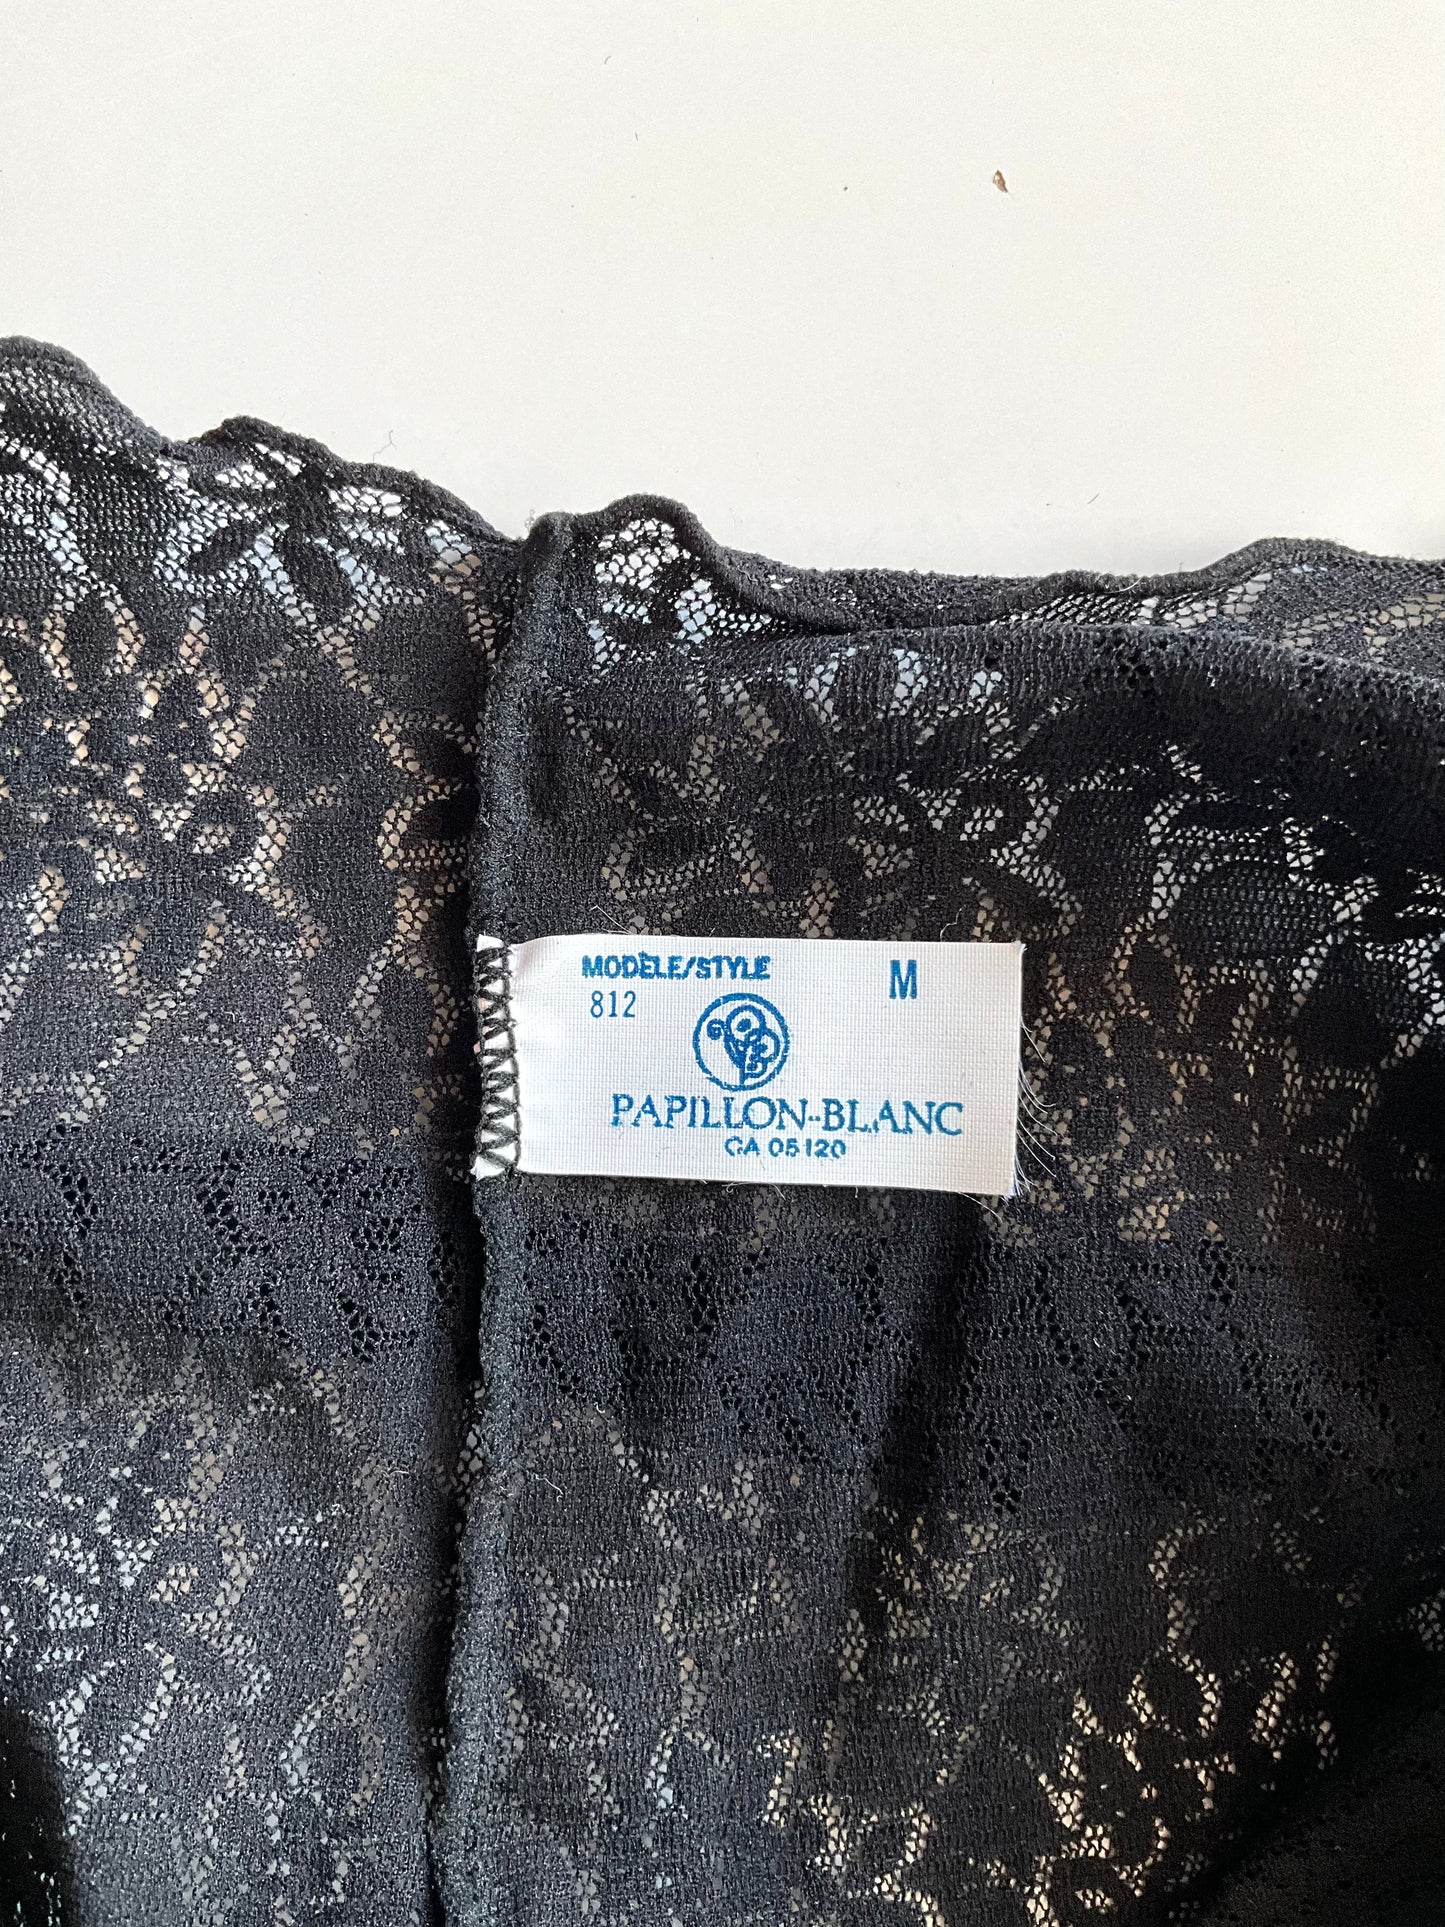 MODÈLE/STYLE M
812
PAPILLON-BLANC
CA 05120